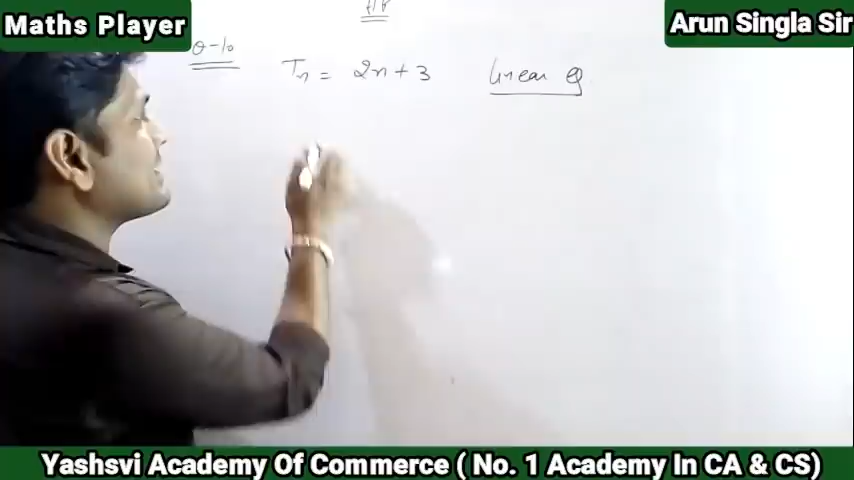 Maths Player
Arun Singla Sir
AP
Q-10
Tn = 2n+3 linear eq
Yashsvi Academy Of Commerce ( No. 1 Academy In CA & CS)